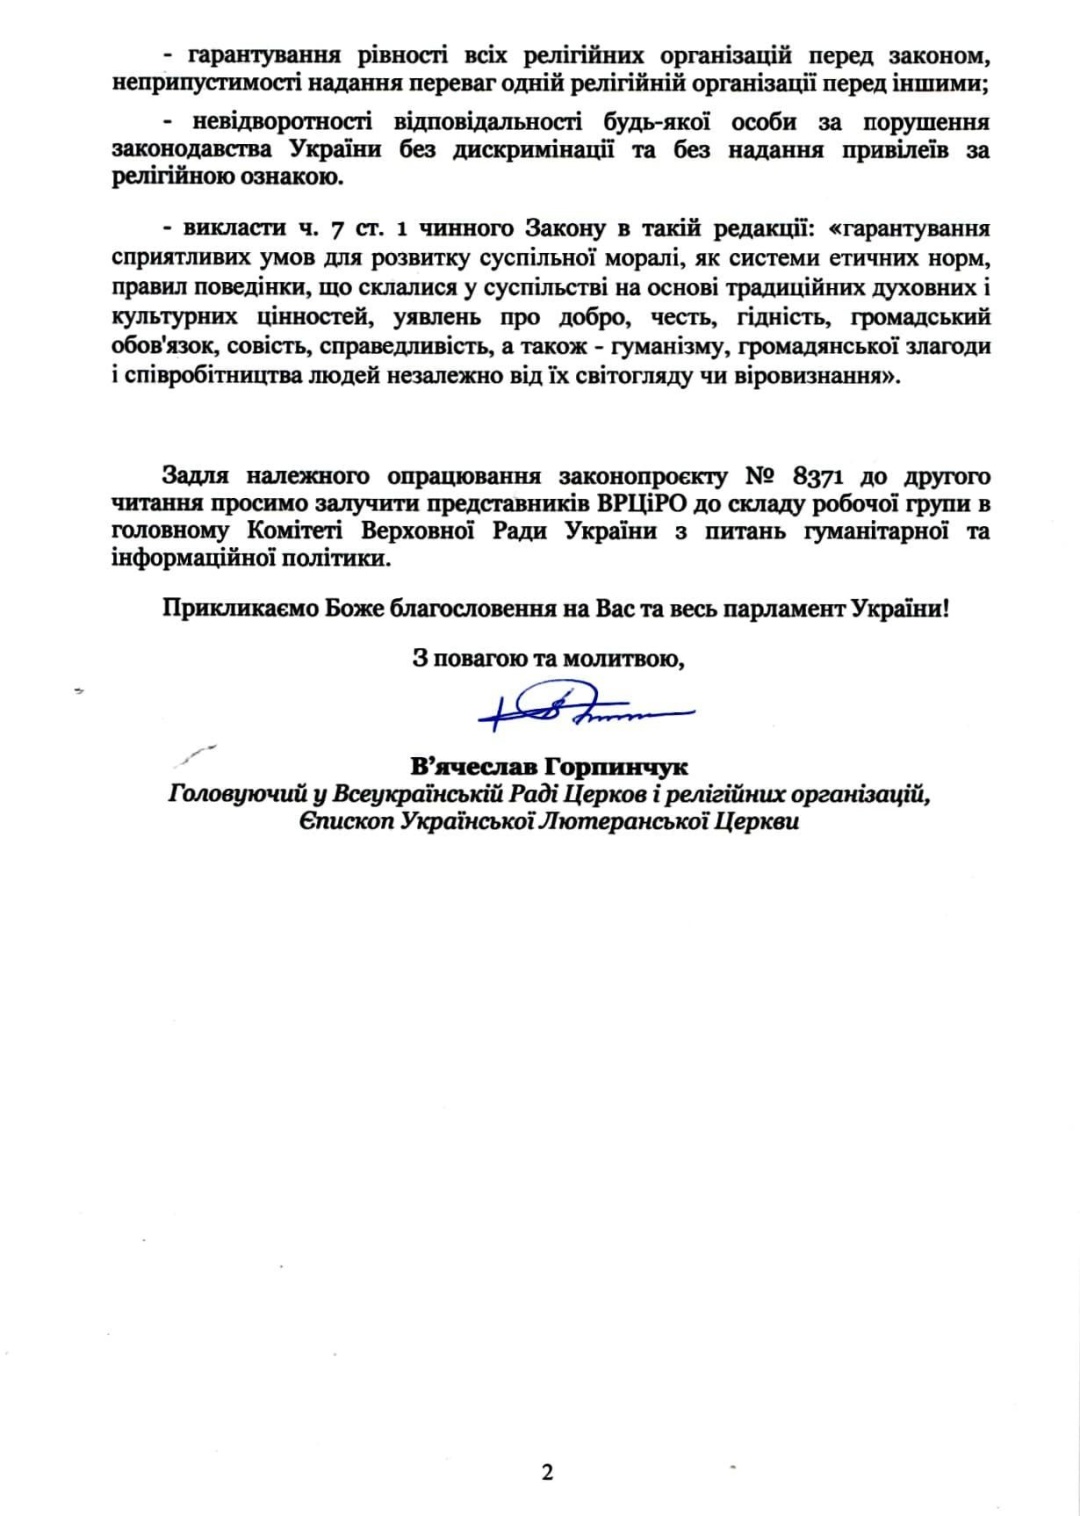 - гарантування рівності всіх релігійних організацій перед законом,
неприпустимості надання переваг одній релігійній організації перед іншими;
- невідворотності відповідальності будь-якої особи за порушення
законодавства України без дискримінації та без надання привілеїв за
релігійною ознакою.
- викласти ч. 7 ст. 1 чинного Закону в такій редакції: «гарантування
сприятливих умов для розвитку суспільної моралі, як системи етичних норм,
правил поведінки, що склалися у суспільстві на основі традиційних духовних і
культурних цінностей, уявлень про добро, честь, гідність, громадський
обов'язок, совість, справедливість, а також - гуманізму, громадянської злагоди
і співробітництва людей незалежно від їх світогляду чи віровизнання».
Задля належного опрацювання законопроєкту № 8371 до другого
читання просимо залучити представників ВРЦіРО до складу робочої групи в
головному Комітеті Верховної Ради України з питань гуманітарної та
інформаційної політики.
Прикликаємо Боже благословення на Вас та весь парламент України!
З повагою та молитвою,
В’ячеслав Горпинчук
Головуючий у Всеукраїнській Раді Церков і релігійних організацій,
Єпископ Української Лютеранської Церкви
2